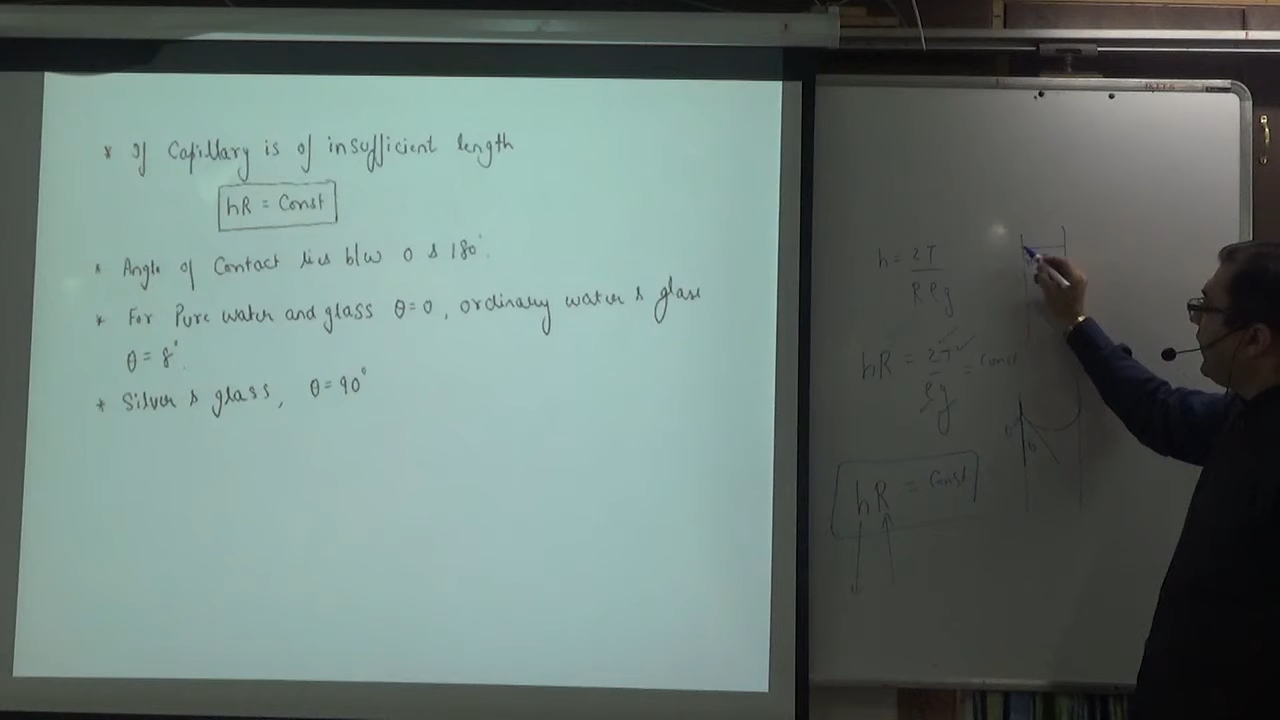 * If Capillary is of insufficient length
hR = Const
* Angle of Contact lies b/w 0 & 180°.
* For Pure water and glass θ=0, ordinary water & glass
θ = 8°.
* Silver & glass, θ=90°
h = 2T
Rρg
hR = 2T = Const
ρg
hR = Const
θ